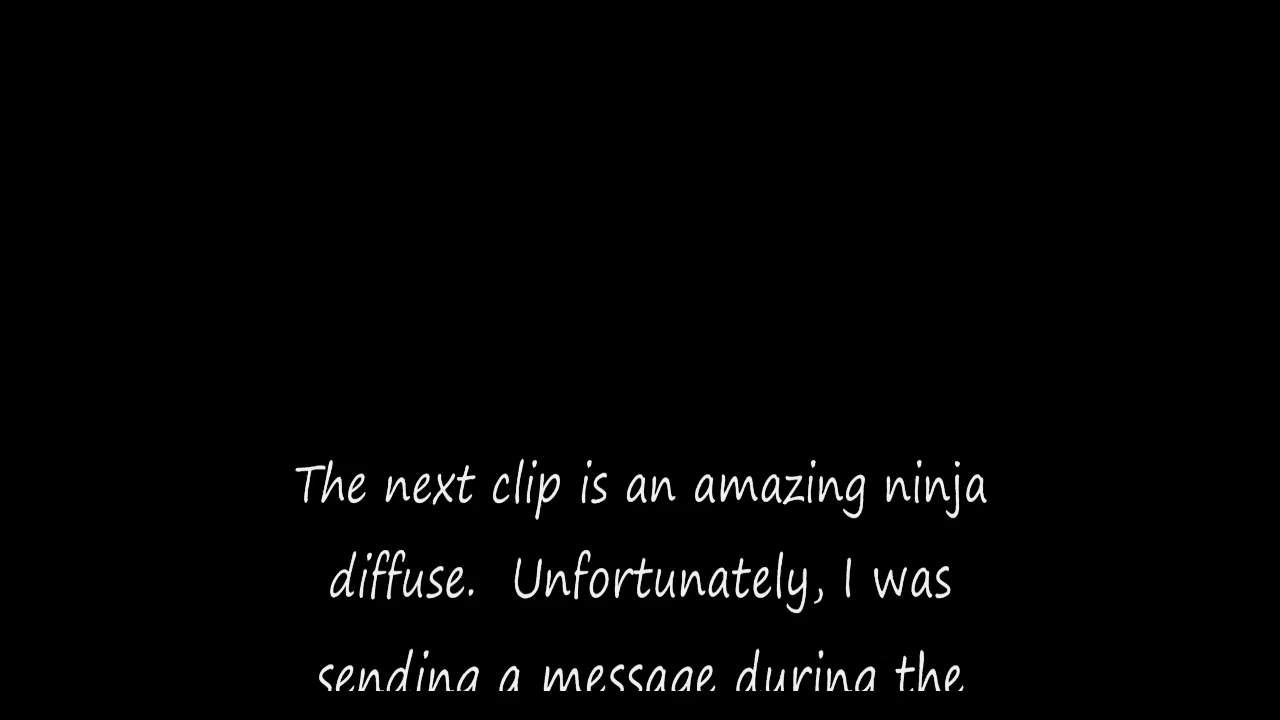 The next clip is an amazing ninja
diffuse. Unfortunately, I was
sending a message during the